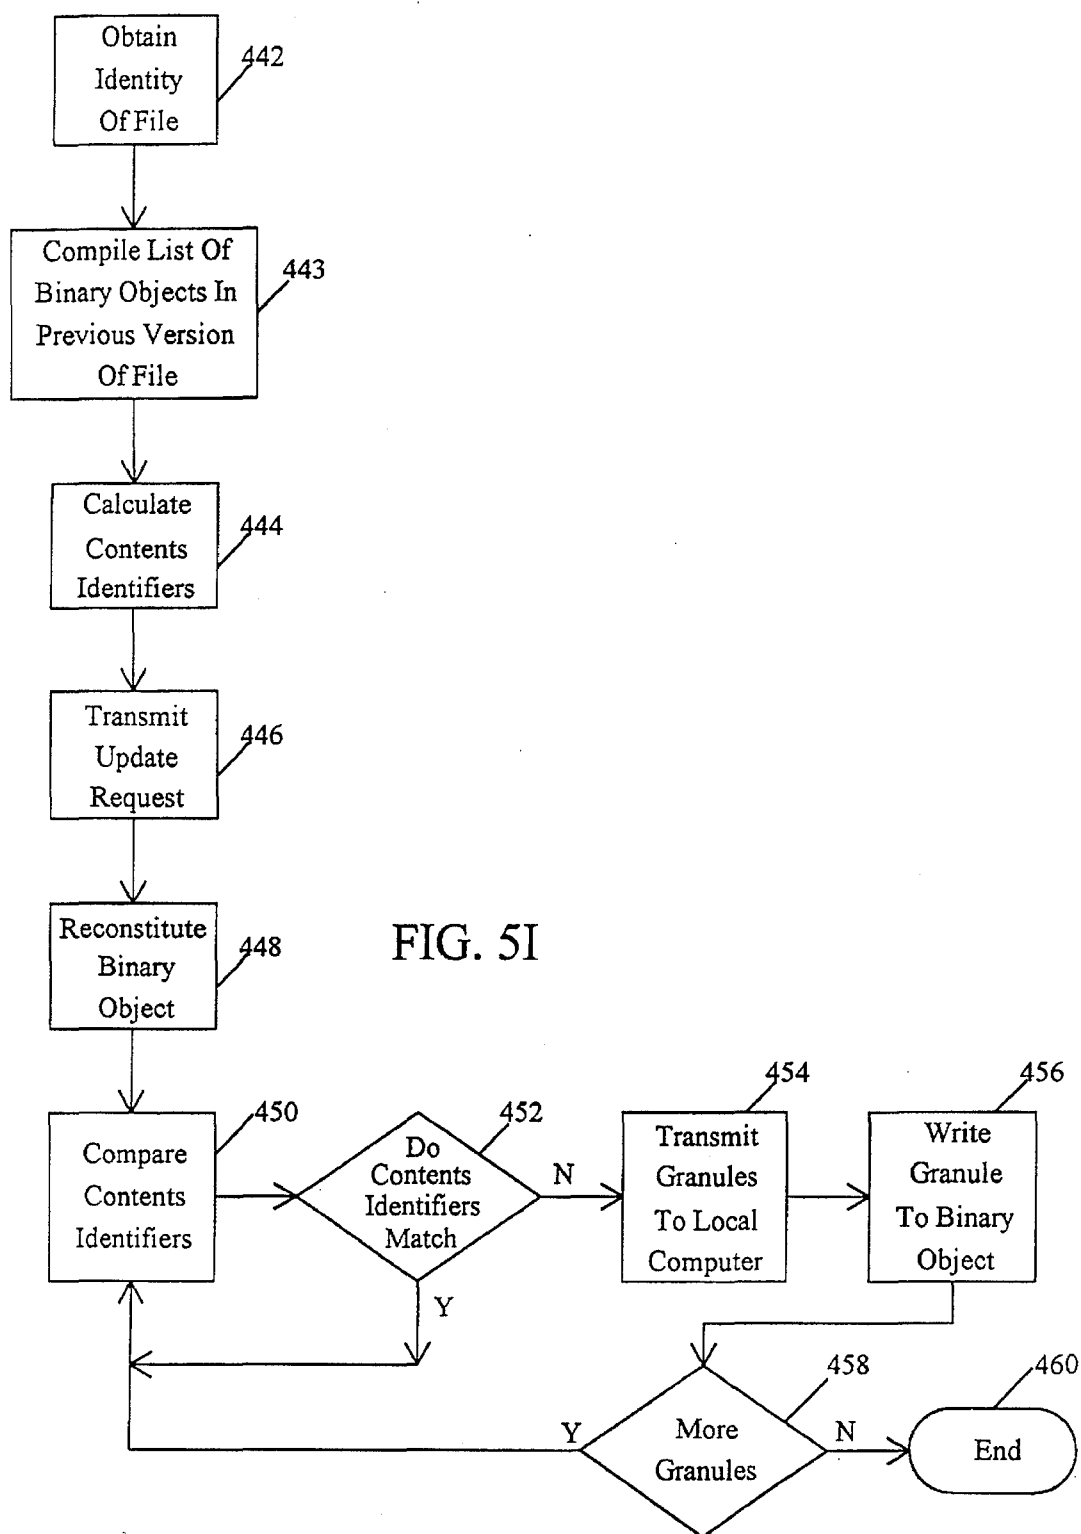 Obtain
Identity
Of File
442
Compile List Of
Binary Objects In
Previous Version
Of File
443
Calculate
Contents
Identifiers
444
Transmit
Update
Request
446
Reconstitute
Binary
Object
448
FIG. 5I
Compare
Contents
Identifiers
450
Do
Contents
Identifiers
Match
452
N
Y
Transmit
Granules
To Local
Computer
454
Write
Granule
To Binary
Object
456
More
Granules
458
Y
N
End
460